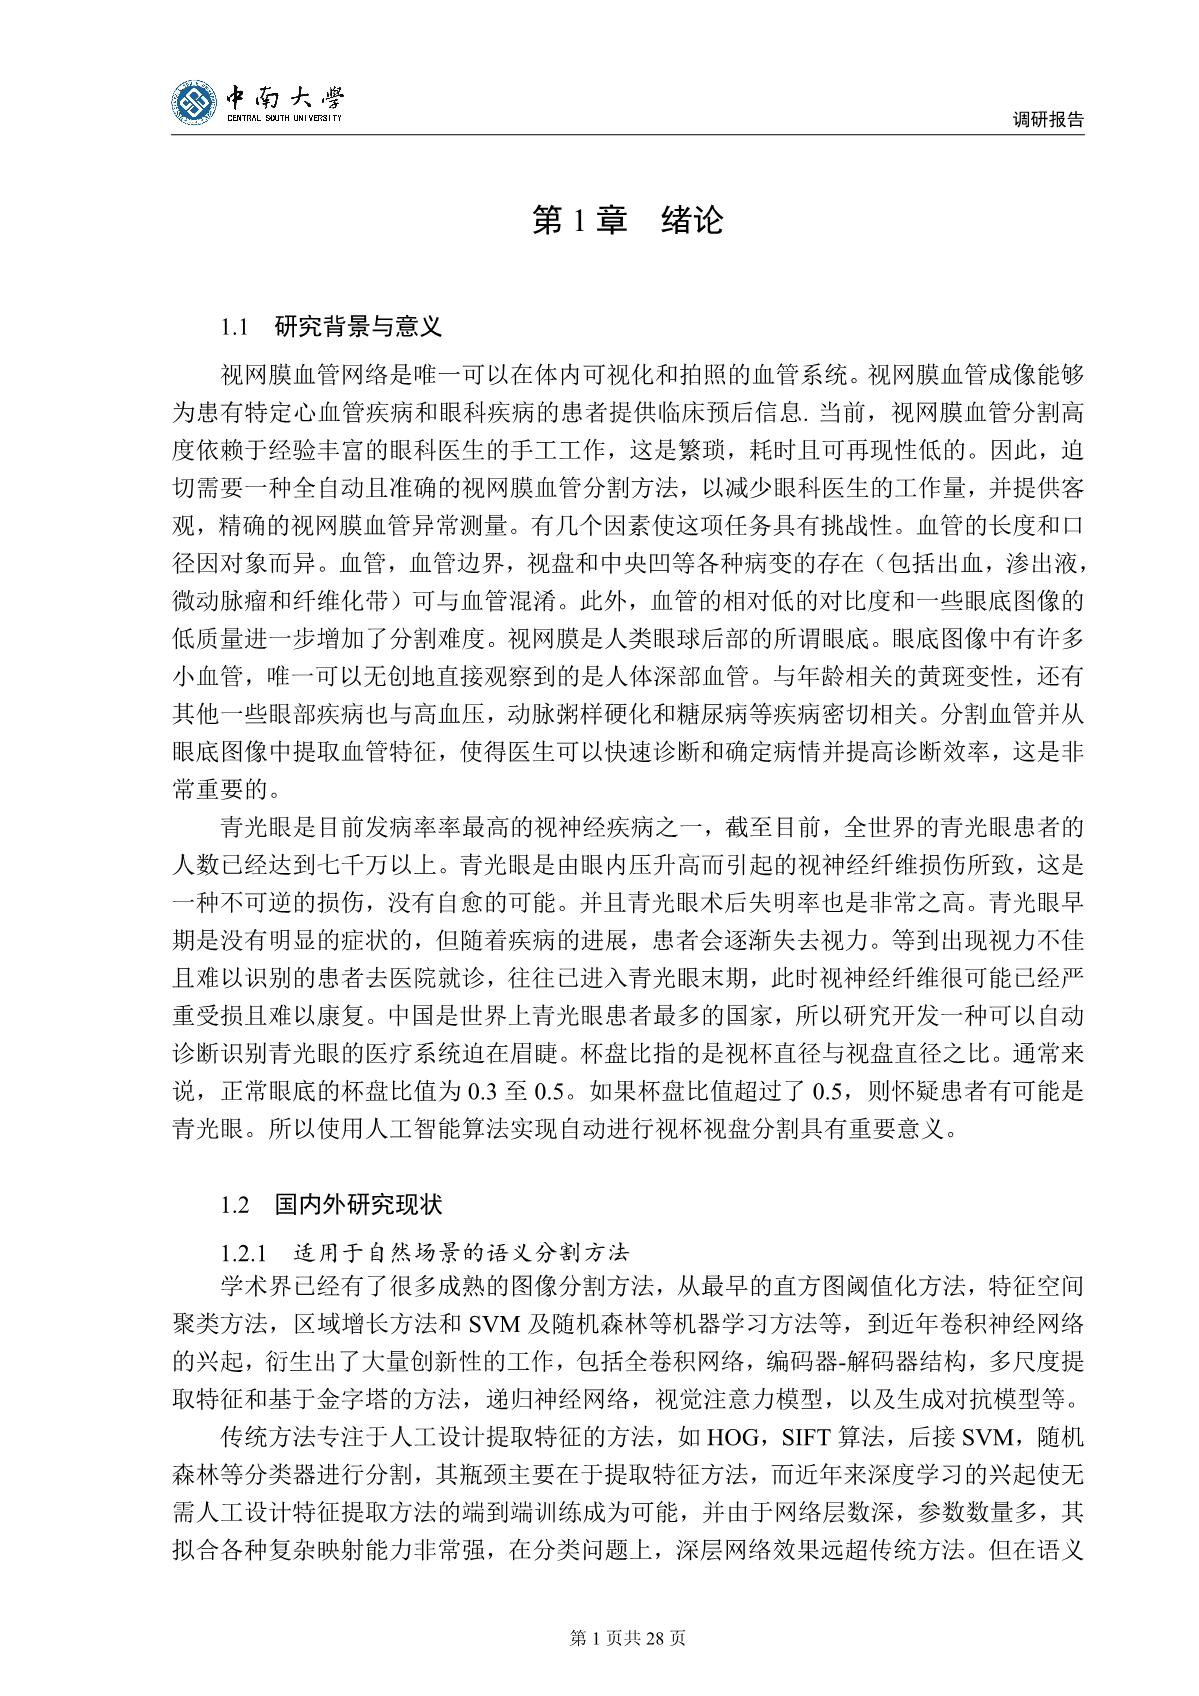 中南大學
CENTRAL SOUTH UNIVERSITY
调研报告
第 1 章 绪论
1.1 研究背景与意义
视网膜血管网络是唯一可以在体内可视化和拍照的血管系统。视网膜血管成像能够
为患有特定心血管疾病和眼科疾病的患者提供临床预后信息. 当前，视网膜血管分割高
度依赖于经验丰富的眼科医生的手工工作，这是繁琐，耗时且可再现性低的。因此，迫
切需要一种全自动且准确的视网膜血管分割方法，以减少眼科医生的工作量，并提供客
观，精确的视网膜血管异常测量。有几个因素使这项任务具有挑战性。血管的长度和口
径因对象而异。血管，血管边界，视盘和中央凹等各种病变的存在（包括出血，渗出液，
微动脉瘤和纤维化带）可与血管混淆。此外，血管的相对低的对比度和一些眼底图像的
低质量进一步增加了分割难度。视网膜是人类眼球后部的所谓眼底。眼底图像中有许多
小血管，唯一可以无创地直接观察到的是人体深部血管。与年龄相关的黄斑变性，还有
其他一些眼部疾病也与高血压，动脉粥样硬化和糖尿病等疾病密切相关。分割血管并从
眼底图像中提取血管特征，使得医生可以快速诊断和确定病情并提高诊断效率，这是非
常重要的。
青光眼是目前发病率率最高的视神经疾病之一，截至目前，全世界的青光眼患者的
人数已经达到七千万以上。青光眼是由眼内压升高而引起的视神经纤维损伤所致，这是
一种不可逆的损伤，没有自愈的可能。并且青光眼术后失明率也是非常之高。青光眼早
期是没有明显的症状的，但随着疾病的进展，患者会逐渐失去视力。等到出现视力不佳
且难以识别的患者去医院就诊，往往已进入青光眼末期，此时视神经纤维很可能已经严
重受损且难以康复。中国是世界上青光眼患者最多的国家，所以研究开发一种可以自动
诊断识别青光眼的医疗系统迫在眉睫。杯盘比指的是视杯直径与视盘直径之比。通常来
说，正常眼底的杯盘比值为 0.3 至 0.5。如果杯盘比值超过了 0.5，则怀疑患者有可能是
青光眼。所以使用人工智能算法实现自动进行视杯视盘分割具有重要意义。
1.2 国内外研究现状
1.2.1 适用于自然场景的语义分割方法
学术界已经有了很多成熟的图像分割方法，从最早的直方图阈值化方法，特征空间
聚类方法，区域增长方法和 SVM 及随机森林等机器学习方法等，到近年卷积神经网络
的兴起，衍生出了大量创新性的工作，包括全卷积网络，编码器-解码器结构，多尺度提
取特征和基于金字塔的方法，递归神经网络，视觉注意力模型，以及生成对抗模型等。
传统方法专注于人工设计提取特征的方法，如 HOG，SIFT 算法，后接 SVM，随机
森林等分类器进行分割，其瓶颈主要在于提取特征方法，而近年来深度学习的兴起使无
需人工设计特征提取方法的端到端训练成为可能，并由于网络层数深，参数数量多，其
拟合各种复杂映射能力非常强，在分类问题上，深层网络效果远超传统方法。但在语义
第 1 页共 28 页